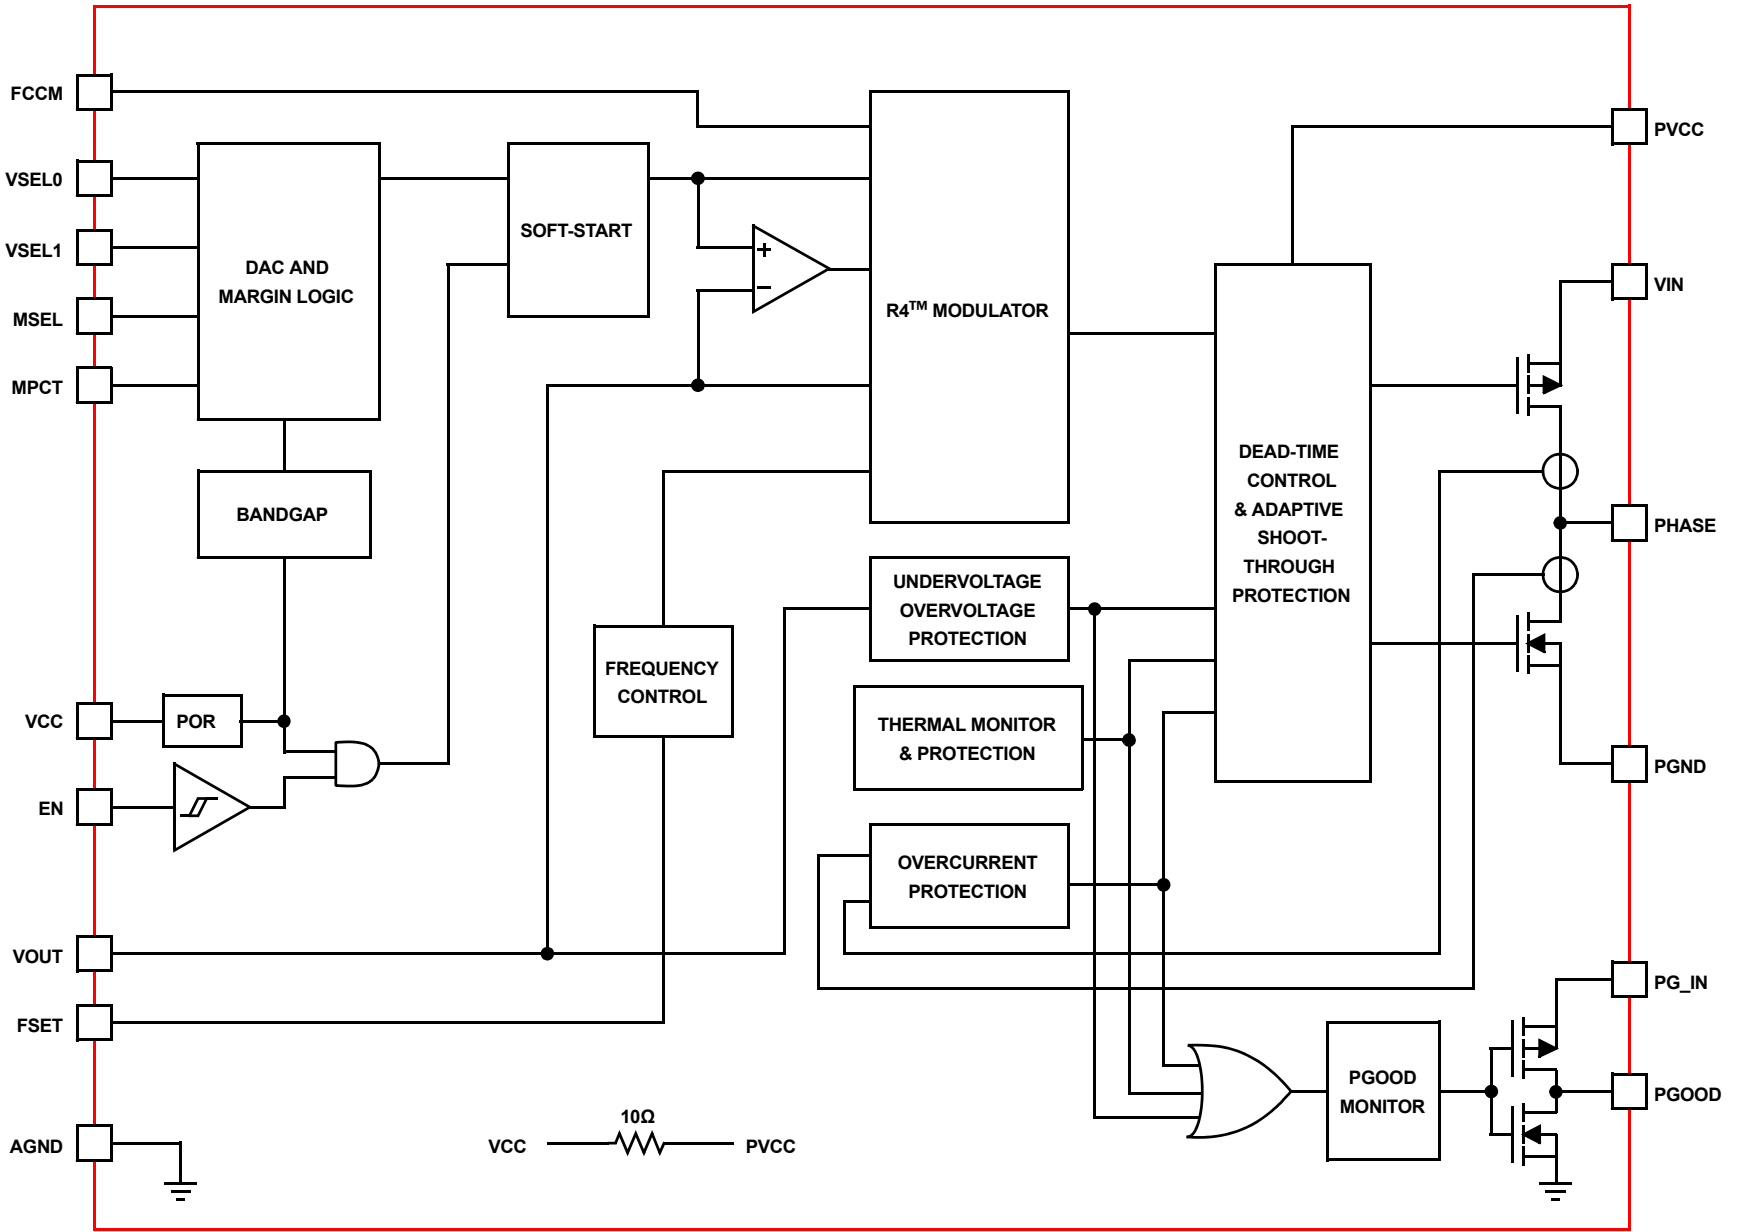 FCCM
VSEL0
VSEL1
MSEL
MPCT
VCC
EN
VOUT
FSET
AGND
DAC AND
MARGIN LOGIC
BANDGAP
POR
SOFT-START
+
−
R4™ MODULATOR
FREQUENCY
CONTROL
UNDERVOLTAGE
OVERVOLTAGE
PROTECTION
THERMAL MONITOR
& PROTECTION
OVERCURRENT
PROTECTION
DEAD-TIME
CONTROL
& ADAPTIVE
SHOOT-
THROUGH
PROTECTION
PGOOD
MONITOR
10Ω
VCC
PVCC
PVCC
VIN
PHASE
PGND
PG_IN
PGOOD